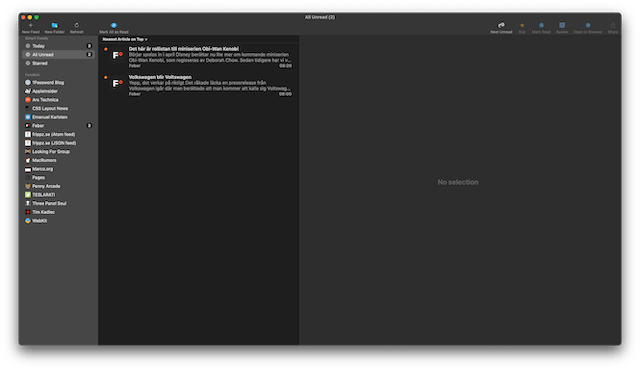 All Unread (2)
New Feed
New Folder
Refresh
Mark All as Read
Next Unread
Star
Mark Read
Reader
Open in Browser
Share
Smart Feeds
Today 2
All Unread 2
Starred
1Password Blog
AppleInsider
Ars Technica
CSS Layout News
Emanuel Karlsten
Feber 2
frippz.se (Atom feed)
frippz.se (JSON feed)
Looking For Group
MacRumors
Marco.org
Pages
Penny Arcade
TESLARATI
Three Panel Soul
Tim Kadlec
WebKit
Newest Article on Top
Det här är rollistan till miniserien Obi-Wan Kenobi
Börjar spelas in i april Disney berättar nu lite mer om kommande miniserien
Obi-Wan Kenobi, som regisseras av Deborah Chow. Sedan tidigare har vi v...
Feber
Volkswagen blir Voltswagen
Yepp, det verkar på riktigt Det råkade läcka en pressrelease från
Volkswagen igår där man berättade att man kommer att kalla sig Voltswag...
Feber
No selection